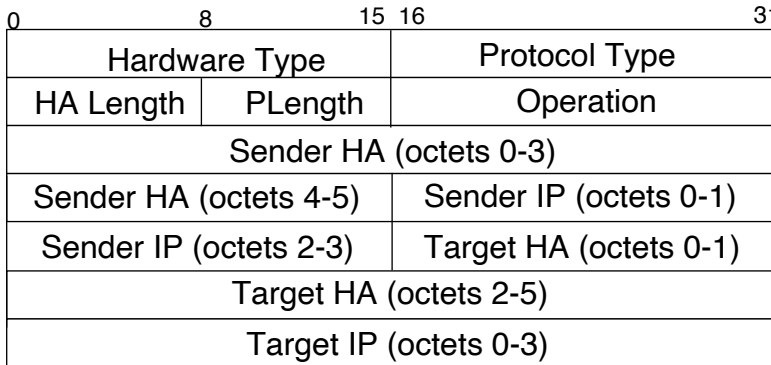 0 8 15 16 31
Hardware Type Protocol Type
HA Length PLength Operation
Sender HA (octets 0-3)
Sender HA (octets 4-5) Sender IP (octets 0-1)
Sender IP (octets 2-3) Target HA (octets 0-1)
Target HA (octets 2-5)
Target IP (octets 0-3)